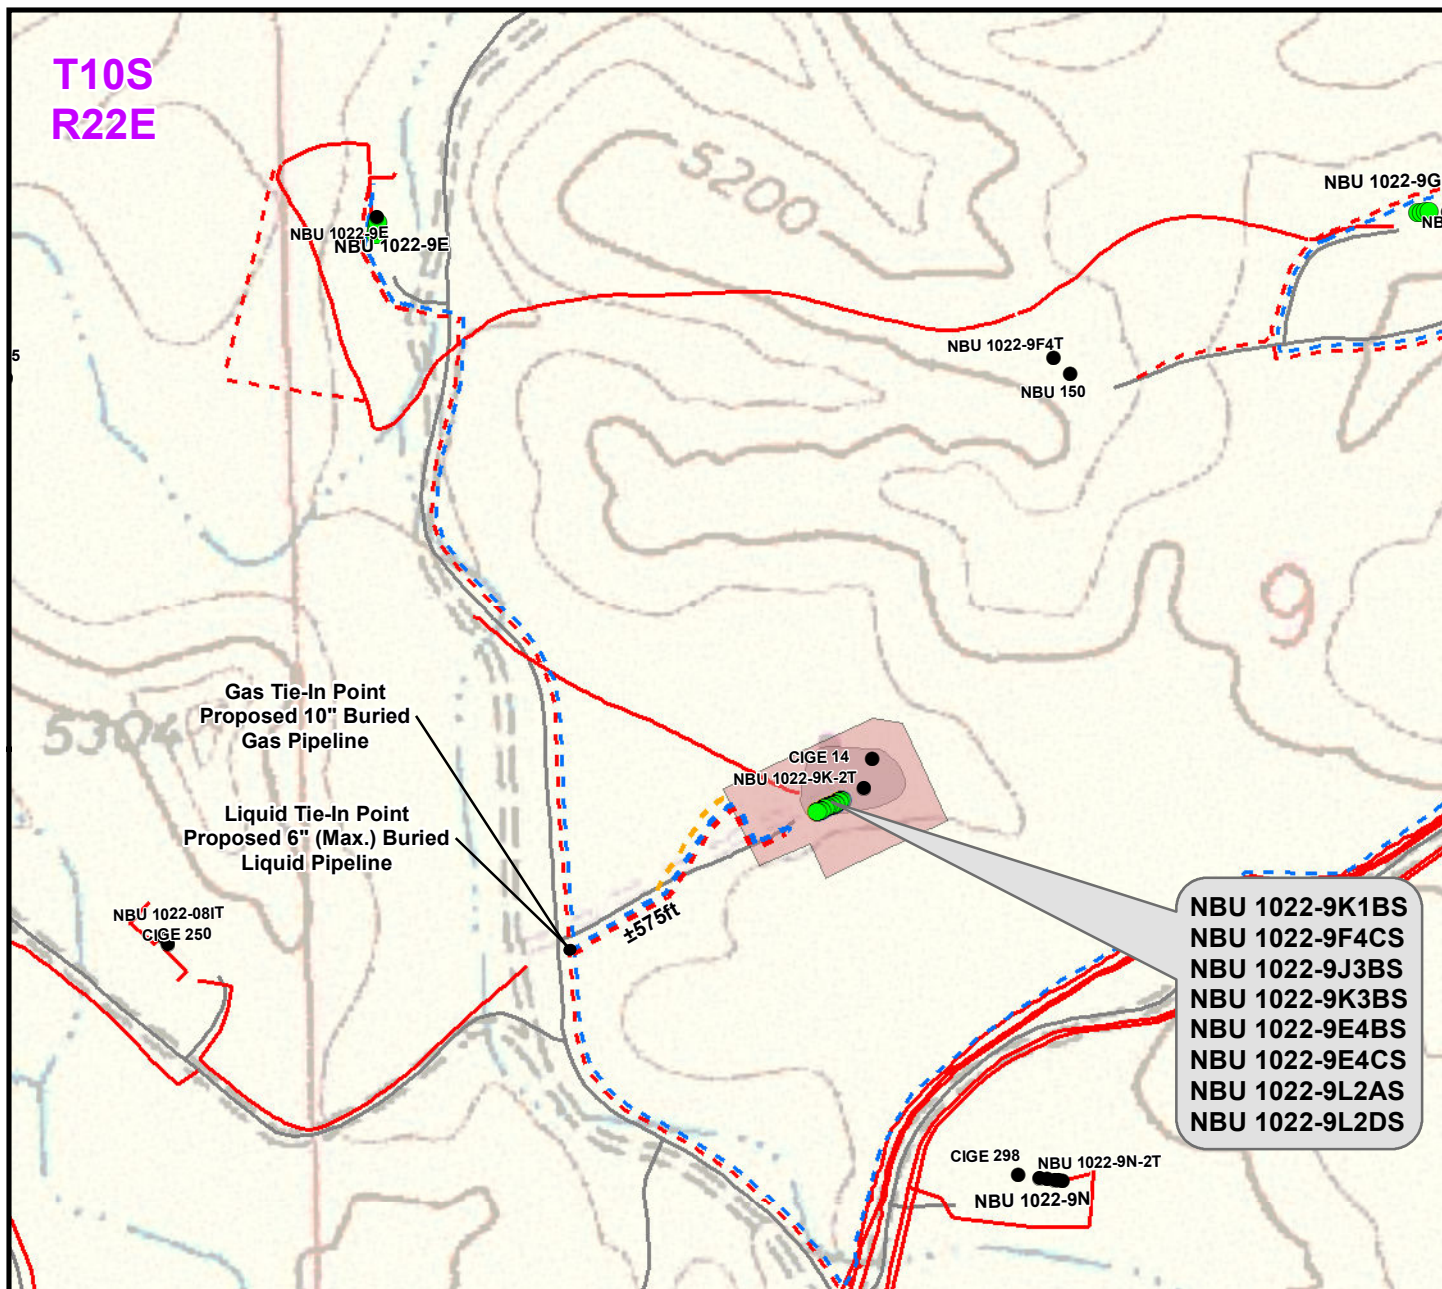 T10S
R22E
5200
NBU 1022-9G
NB
NBU 1022-9E
NBU 1022-9E
5
NBU 1022-9F4T
NBU 150
9
Gas Tie-In Point
Proposed 10" Buried
Gas Pipeline
5304
CIGE 14
NBU 1022-9K-2T
Liquid Tie-In Point
Proposed 6" (Max.) Buried
Liquid Pipeline
±575ft
NBU 1022-08IT
CIGE 250
NBU 1022-9K1BS
NBU 1022-9F4CS
NBU 1022-9J3BS
NBU 1022-9K3BS
NBU 1022-9E4BS
NBU 1022-9E4CS
NBU 1022-9L2AS
NBU 1022-9L2DS
CIGE 298
NBU 1022-9N-2T
NBU 1022-9N